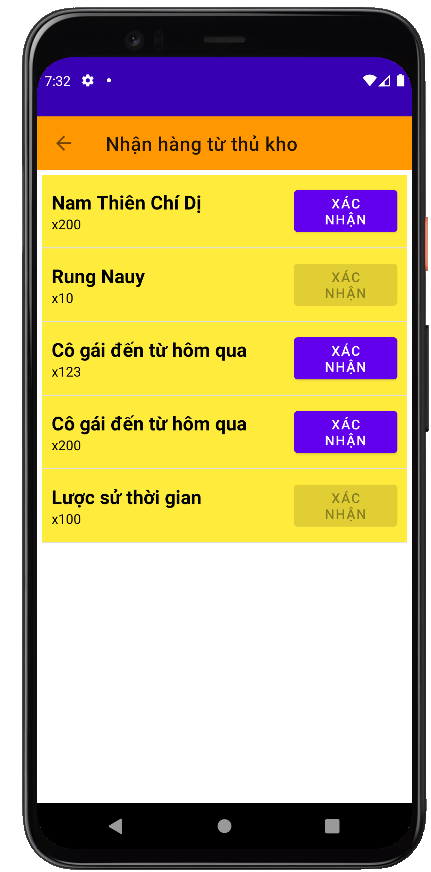 7:32
Nhận hàng từ thủ kho
Nam Thiên Chí Dị
x200
XÁC
NHẬN
Rung Nauy
x10
XÁC
NHẬN
Cô gái đến từ hôm qua
x123
XÁC
NHẬN
Cô gái đến từ hôm qua
x200
XÁC
NHẬN
Lược sử thời gian
x100
XÁC
NHẬN